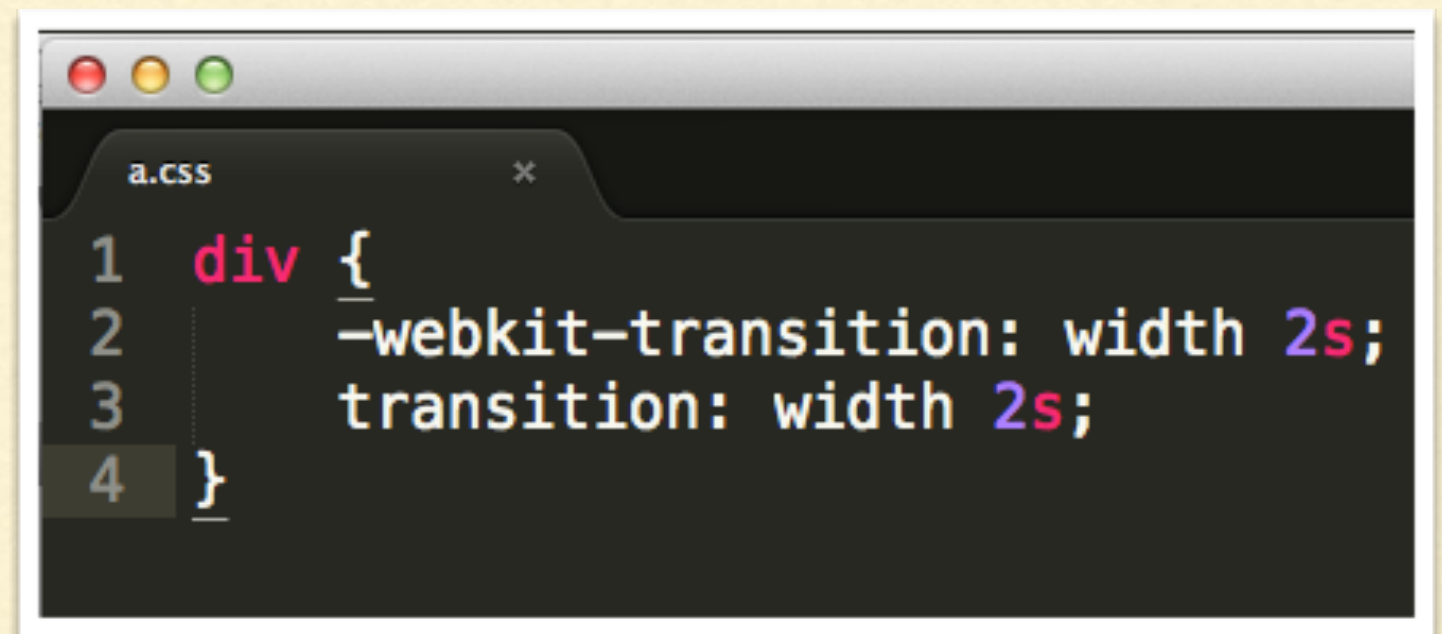 a.css ×
1 div {
2 -webkit-transition: width 2s;
3 transition: width 2s;
4 }